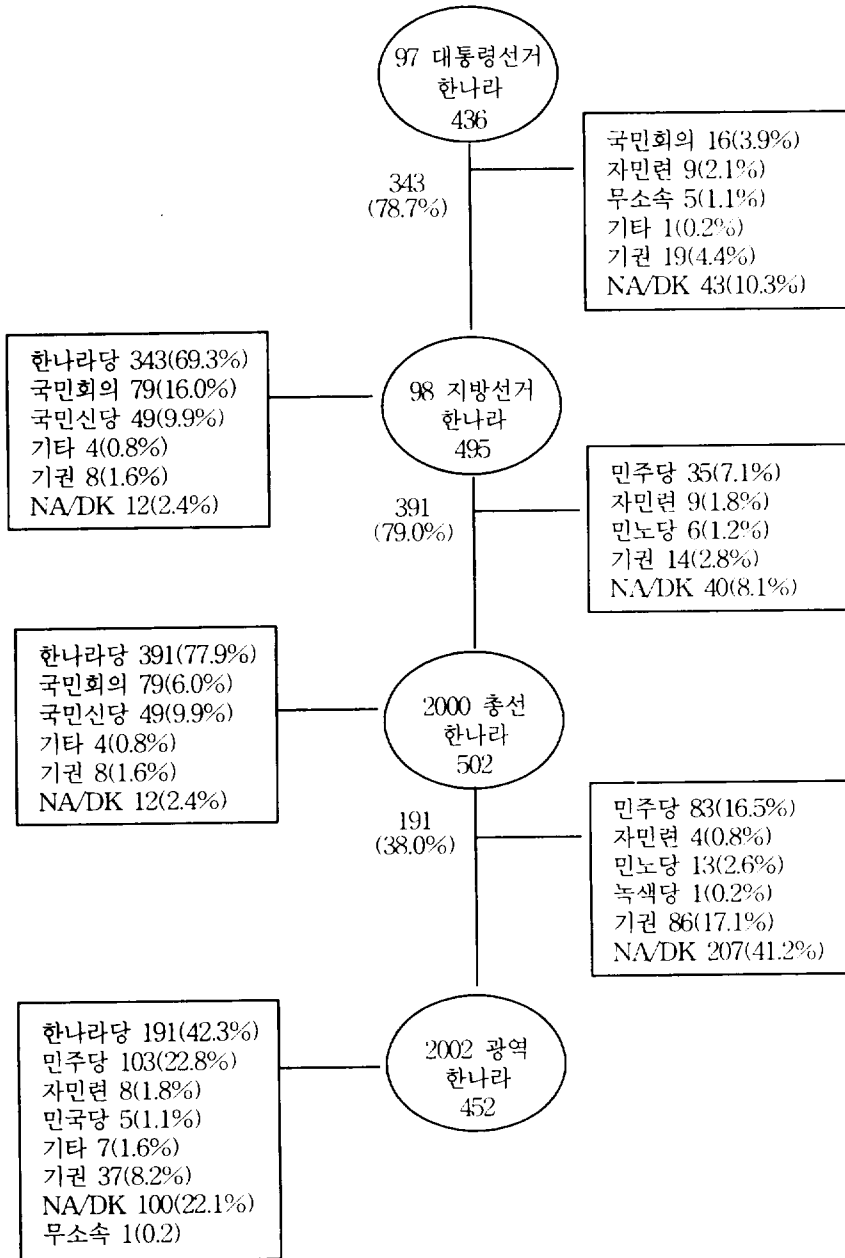 97 대통령선거
한나라
436
343
(78.7%)
국민회의 16(3.9%)
자민련 9(2.1%)
무소속 5(1.1%)
기타 1(0.2%)
기권 19(4.4%)
NA/DK 43(10.3%)
한나라당 343(69.3%)
국민회의 79(16.0%)
국민신당 49(9.9%)
기타 4(0.8%)
기권 8(1.6%)
NA/DK 12(2.4%)
98 지방선거
한나라
495
391
(79.0%)
민주당 35(7.1%)
자민련 9(1.8%)
민노당 6(1.2%)
기권 14(2.8%)
NA/DK 40(8.1%)
한나라당 391(77.9%)
국민회의 79(6.0%)
국민신당 49(9.9%)
기타 4(0.8%)
기권 8(1.6%)
NA/DK 12(2.4%)
2000 총선
한나라
502
191
(38.0%)
민주당 83(16.5%)
자민련 4(0.8%)
민노당 13(2.6%)
녹색당 1(0.2%)
기권 86(17.1%)
NA/DK 207(41.2%)
한나라당 191(42.3%)
민주당 103(22.8%)
자민련 8(1.8%)
민국당 5(1.1%)
기타 7(1.6%)
기권 37(8.2%)
NA/DK 100(22.1%)
무소속 1(0.2)
2002 광역
한나라
452